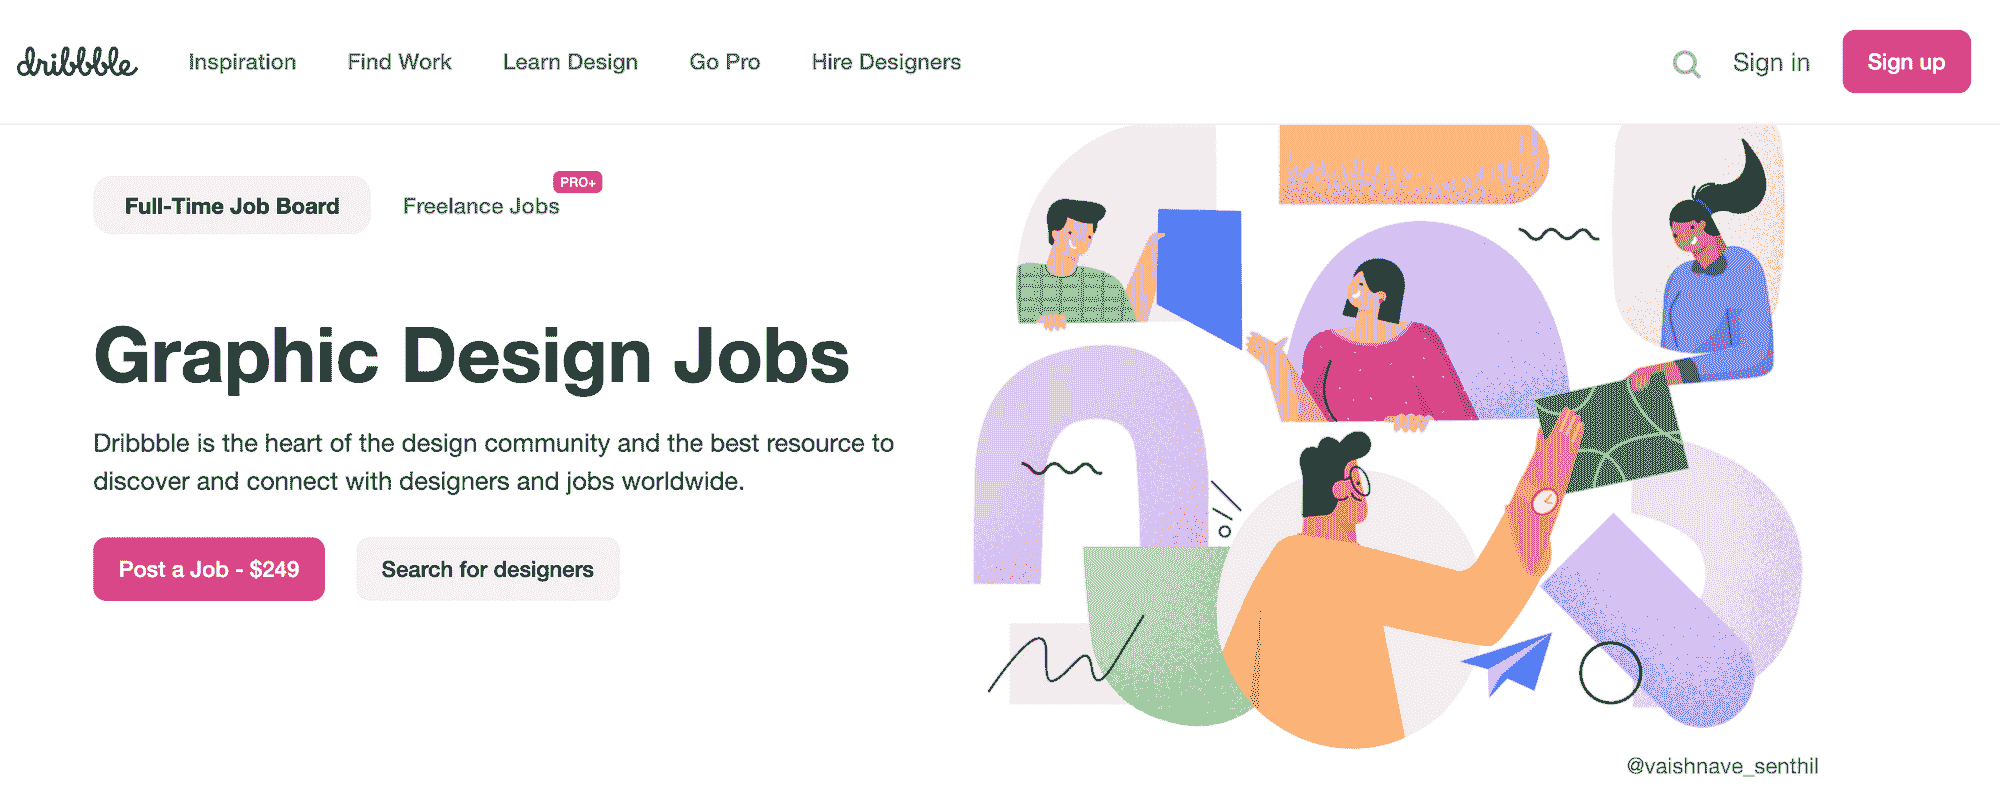 dribbble Inspiration Find Work Learn Design Go Pro Hire Designers Sign in Sign up
Full-Time Job Board Freelance Jobs PRO+
Graphic Design Jobs
Dribbble is the heart of the design community and the best resource to
discover and connect with designers and jobs worldwide.
Post a Job - $249 Search for designers
@vaishnave_senthil